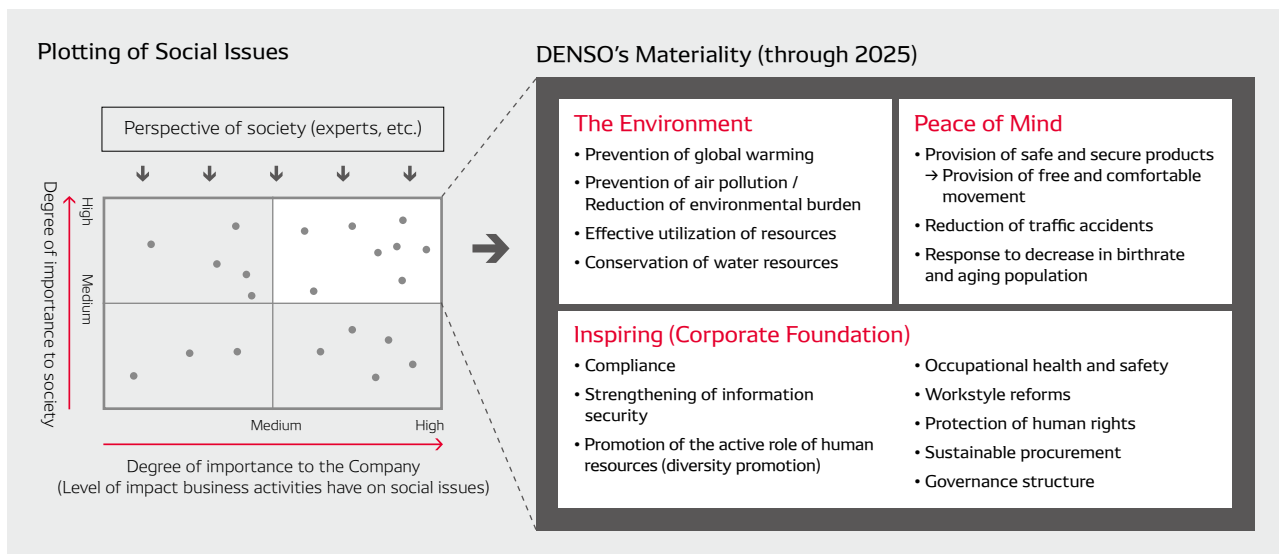 Plotting of Social Issues
Perspective of society (experts, etc.)
Degree of importance to society
High
Medium
Medium
High
Degree of importance to the Company
(Level of impact business activities have on social issues)
DENSO’s Materiality (through 2025)
The Environment
• Prevention of global warming
• Prevention of air pollution /
Reduction of environmental burden
• Effective utilization of resources
• Conservation of water resources
Peace of Mind
• Provision of safe and secure products
→ Provision of free and comfortable
movement
• Reduction of traffic accidents
• Response to decrease in birthrate
and aging population
Inspiring (Corporate Foundation)
• Compliance
• Strengthening of information
security
• Promotion of the active role of human
resources (diversity promotion)
• Occupational health and safety
• Workstyle reforms
• Protection of human rights
• Sustainable procurement
• Governance structure